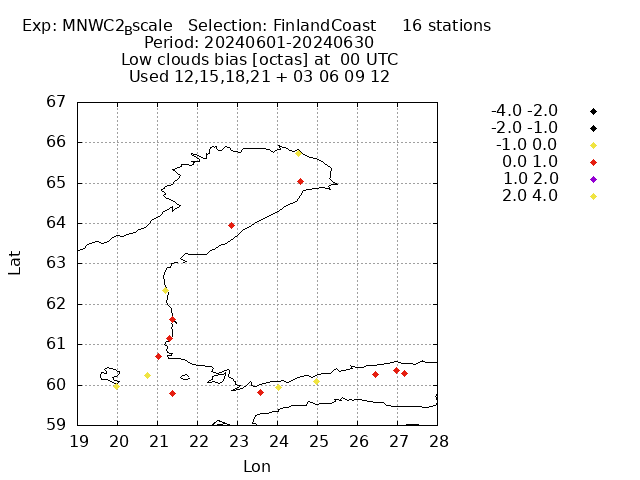 Exp: MNWC2_Bscale   Selection: FinlandCoast     16 stations
Period: 20240601-20240630
Low clouds bias [octas] at  00 UTC
Used 12,15,18,21 + 03 06 09 12
67
66
65
64
63
62
61
60
59
19 20 21 22 23 24 25 26 27 28
Lat
Lon
-4.0 -2.0
-2.0 -1.0
-1.0 0.0
0.0 1.0
1.0 2.0
2.0 4.0